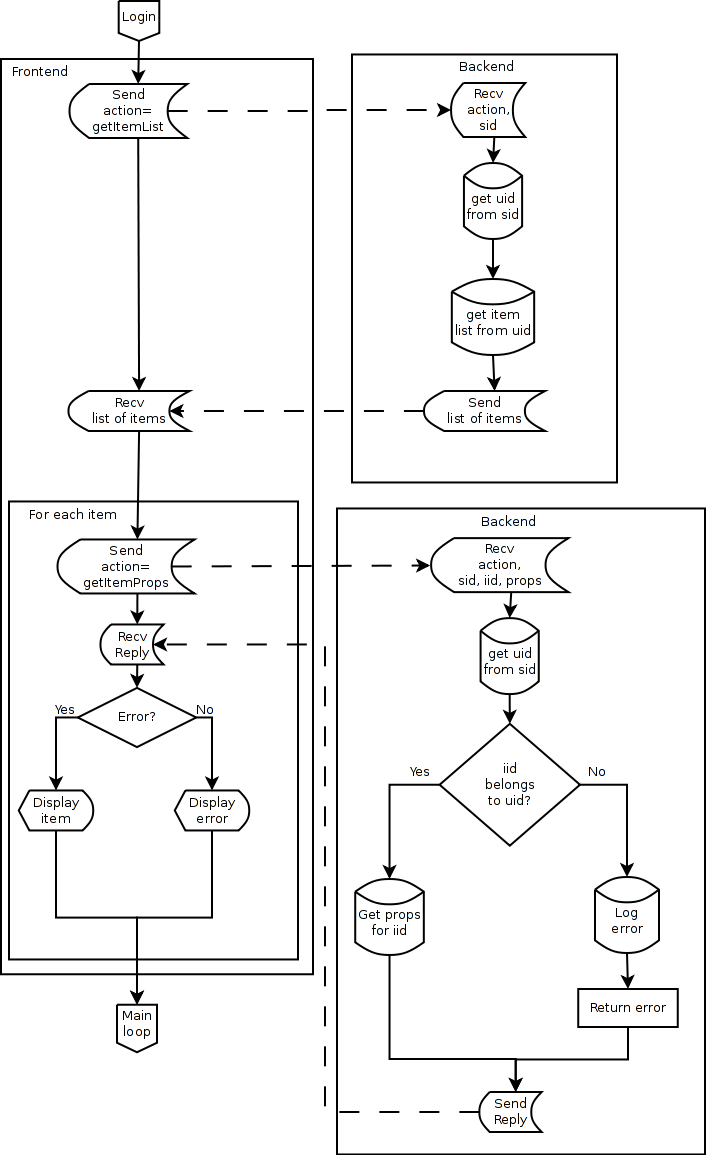 Login
Frontend
Send
action=
getItemList
Backend
Recv
action,
sid
get uid
from sid
get item
list from uid
Send
list of items
Recv
list of items
For each item
Send
action=
getItemProps
Backend
Recv
action,
sid, iid, props
Recv
Reply
get uid
from sid
Error?
Yes
No
Display
item
Display
error
iid
belongs
to uid?
Yes
No
Get props
for iid
Log
error
Return error
Send
Reply
Main
loop